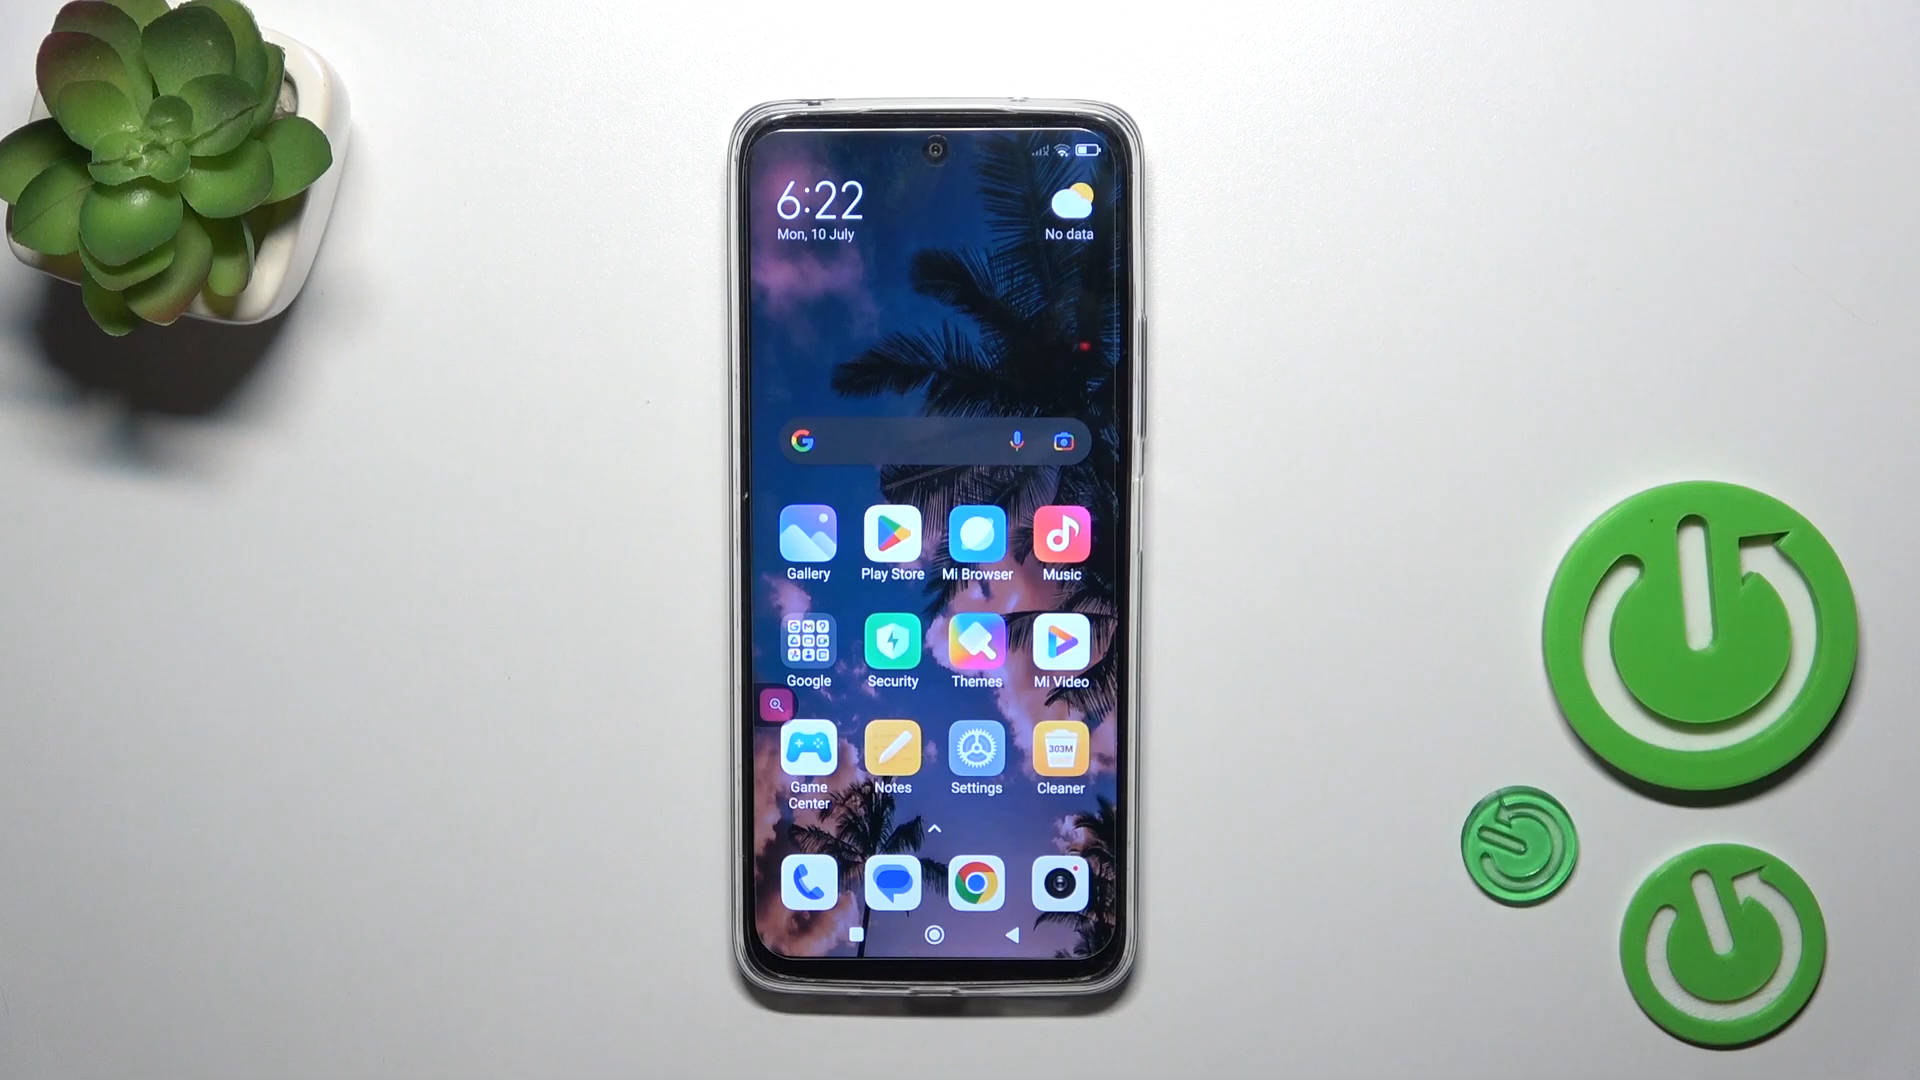 6:22
Mon, 10 July
No data
Gallery
Play Store
Mi Browser
Music
Google
Security
Themes
Mi Video
303M
Game
Center
Notes
Settings
Cleaner